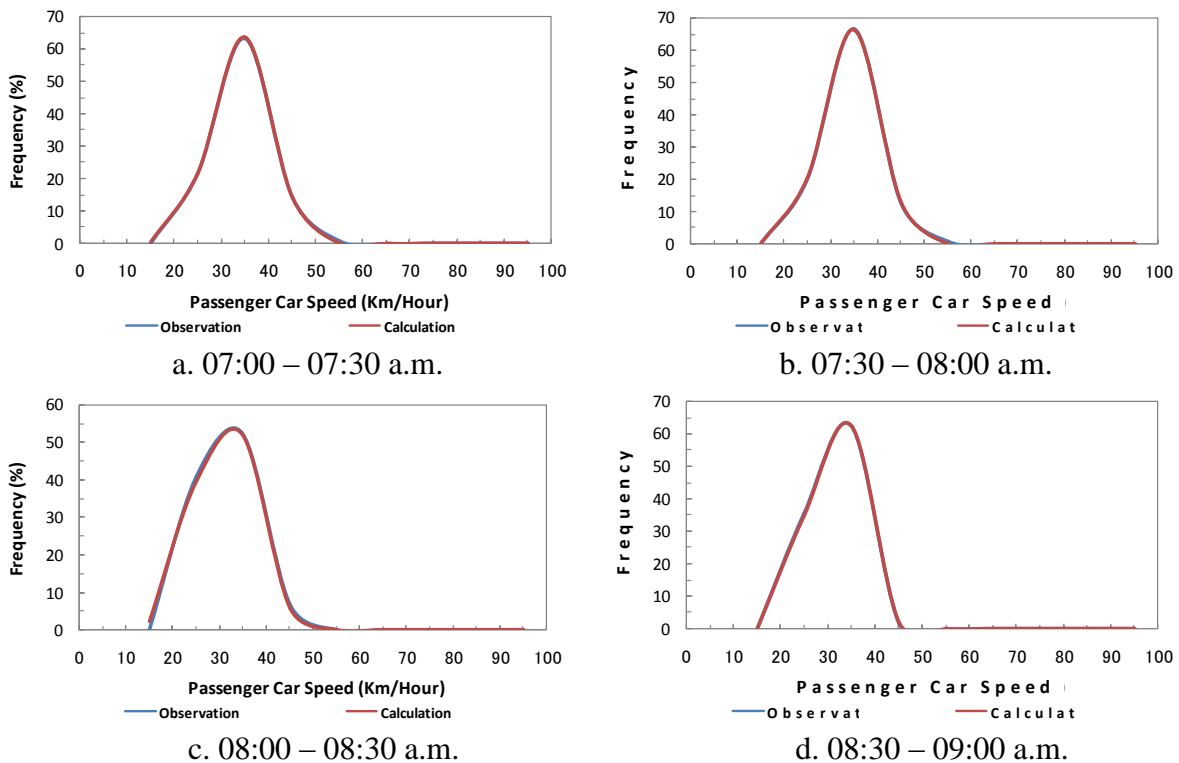 70
60
50
40
30
20
10
0
Frequency (%)
0 10 20 30 40 50 60 70 80 90 100
Passenger Car Speed (Km/Hour)
Observation Calculation
a. 07:00 – 07:30 a.m.
70
60
50
40
30
20
10
0
Frequency
0 10 20 30 40 50 60 70 80 90 100
Passenger Car Speed (
Observat Calculat
b. 07:30 – 08:00 a.m.
60
50
40
30
20
10
0
Frequency (%)
0 10 20 30 40 50 60 70 80 90 100
Passenger Car Speed (Km/Hour)
Observation Calculation
c. 08:00 – 08:30 a.m.
70
60
50
40
30
20
10
0
Frequency
0 10 20 30 40 50 60 70 80 90 100
Passenger Car Speed (
Observat Calculat
d. 08:30 – 09:00 a.m.